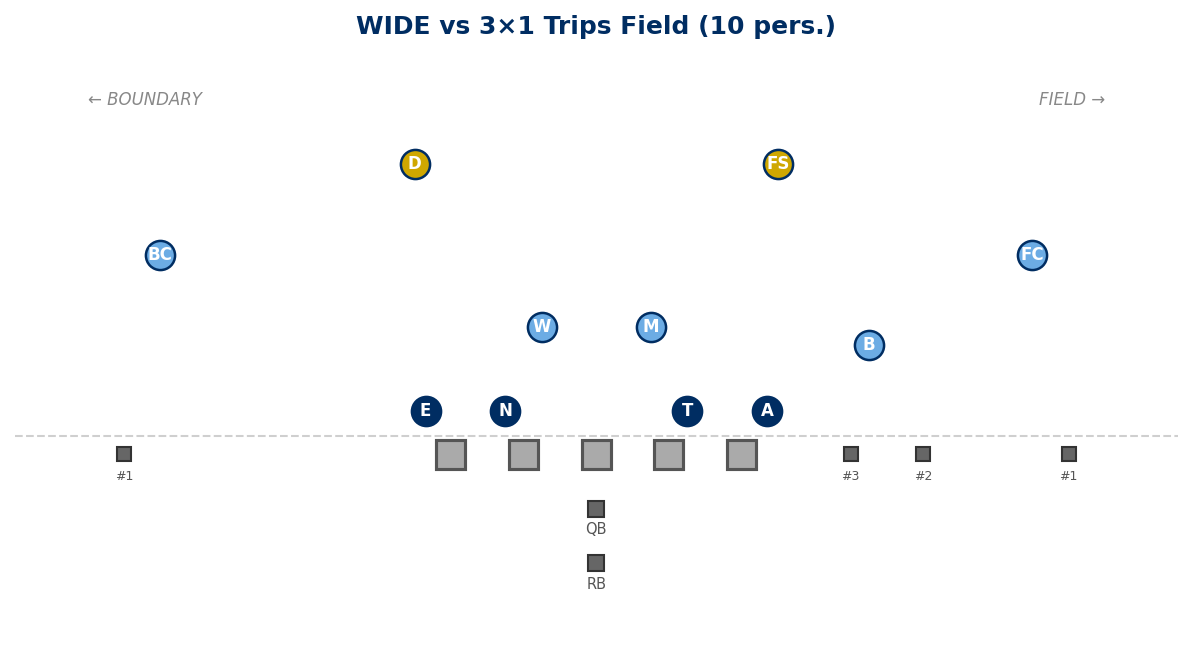 WIDE vs 3×1 Trips Field (10 pers.)
← BOUNDARY
FIELD →
D
FS
BC
FC
W
M
B
E
N
T
A
#1
#3
#2
#1
QB
RB